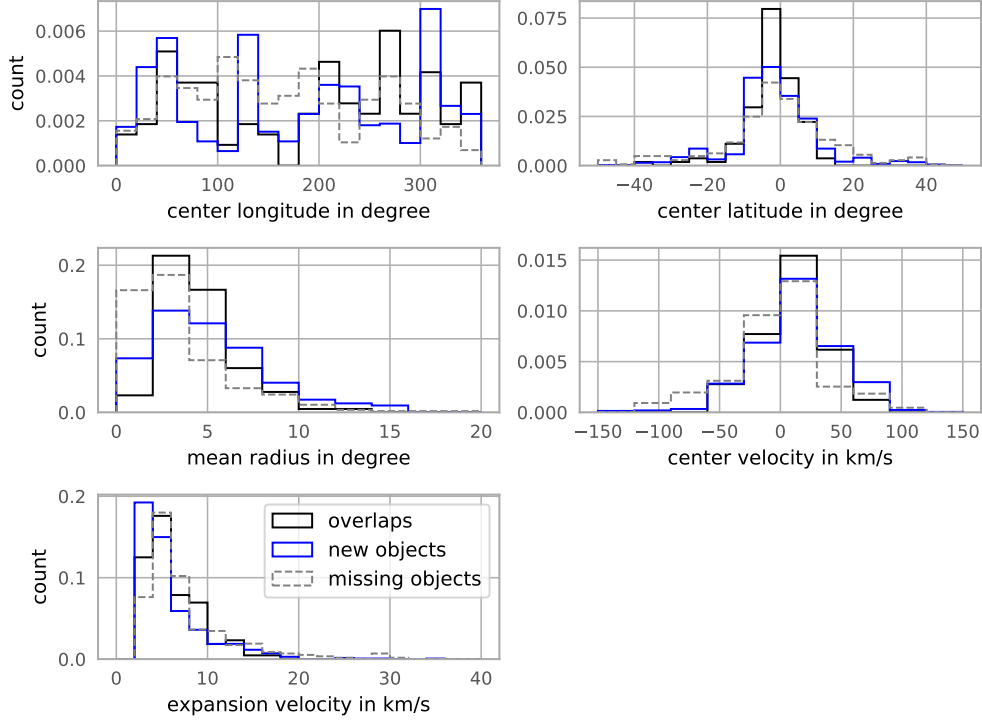 0.006
0.004
0.002
0.000
count
0 100 200 300
center longitude in degree
0.075
0.050
0.025
0.000
−40 −20 0 20 40
center latitude in degree
0.2
0.1
0.0
count
0 5 10 15 20
mean radius in degree
0.015
0.010
0.005
0.000
−150 −100 −50 0 50 100 150
center velocity in km/s
0.2
0.1
0.0
count
overlaps
new objects
missing objects
0 10 20 30 40
expansion velocity in km/s